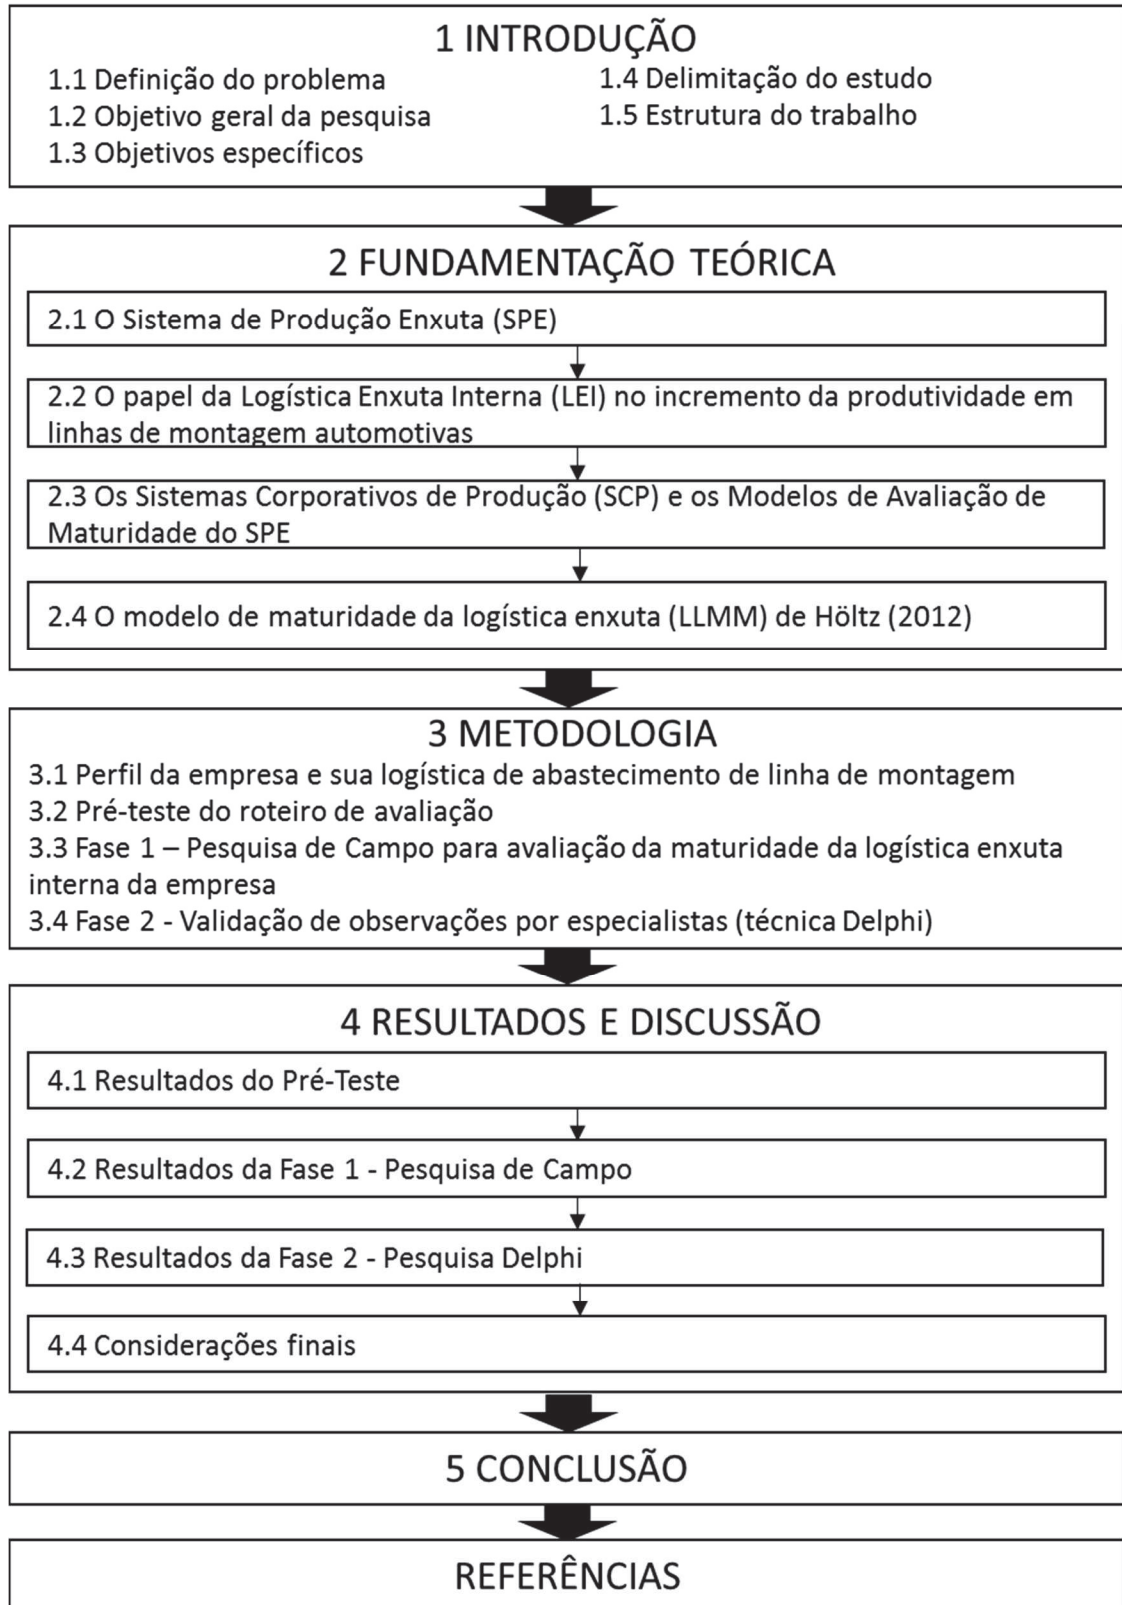 1 INTRODUÇÃO
1.1 Definição do problema
1.2 Objetivo geral da pesquisa
1.3 Objetivos específicos
1.4 Delimitação do estudo
1.5 Estrutura do trabalho
2 FUNDAMENTAÇÃO TEÓRICA
2.1 O Sistema de Produção Enxuta (SPE)
2.2 O papel da Logística Enxuta Interna (LEI) no incremento da produtividade em
linhas de montagem automotivas
2.3 Os Sistemas Corporativos de Produção (SCP) e os Modelos de Avaliação de
Maturidade do SPE
2.4 O modelo de maturidade da logística enxuta (LLMM) de Höltz (2012)
3 METODOLOGIA
3.1 Perfil da empresa e sua logística de abastecimento de linha de montagem
3.2 Pré-teste do roteiro de avaliação
3.3 Fase 1 – Pesquisa de Campo para avaliação da maturidade da logística enxuta
interna da empresa
3.4 Fase 2 - Validação de observações por especialistas (técnica Delphi)
4 RESULTADOS E DISCUSSÃO
4.1 Resultados do Pré-Teste
4.2 Resultados da Fase 1 - Pesquisa de Campo
4.3 Resultados da Fase 2 - Pesquisa Delphi
4.4 Considerações finais
5 CONCLUSÃO
REFERÊNCIAS